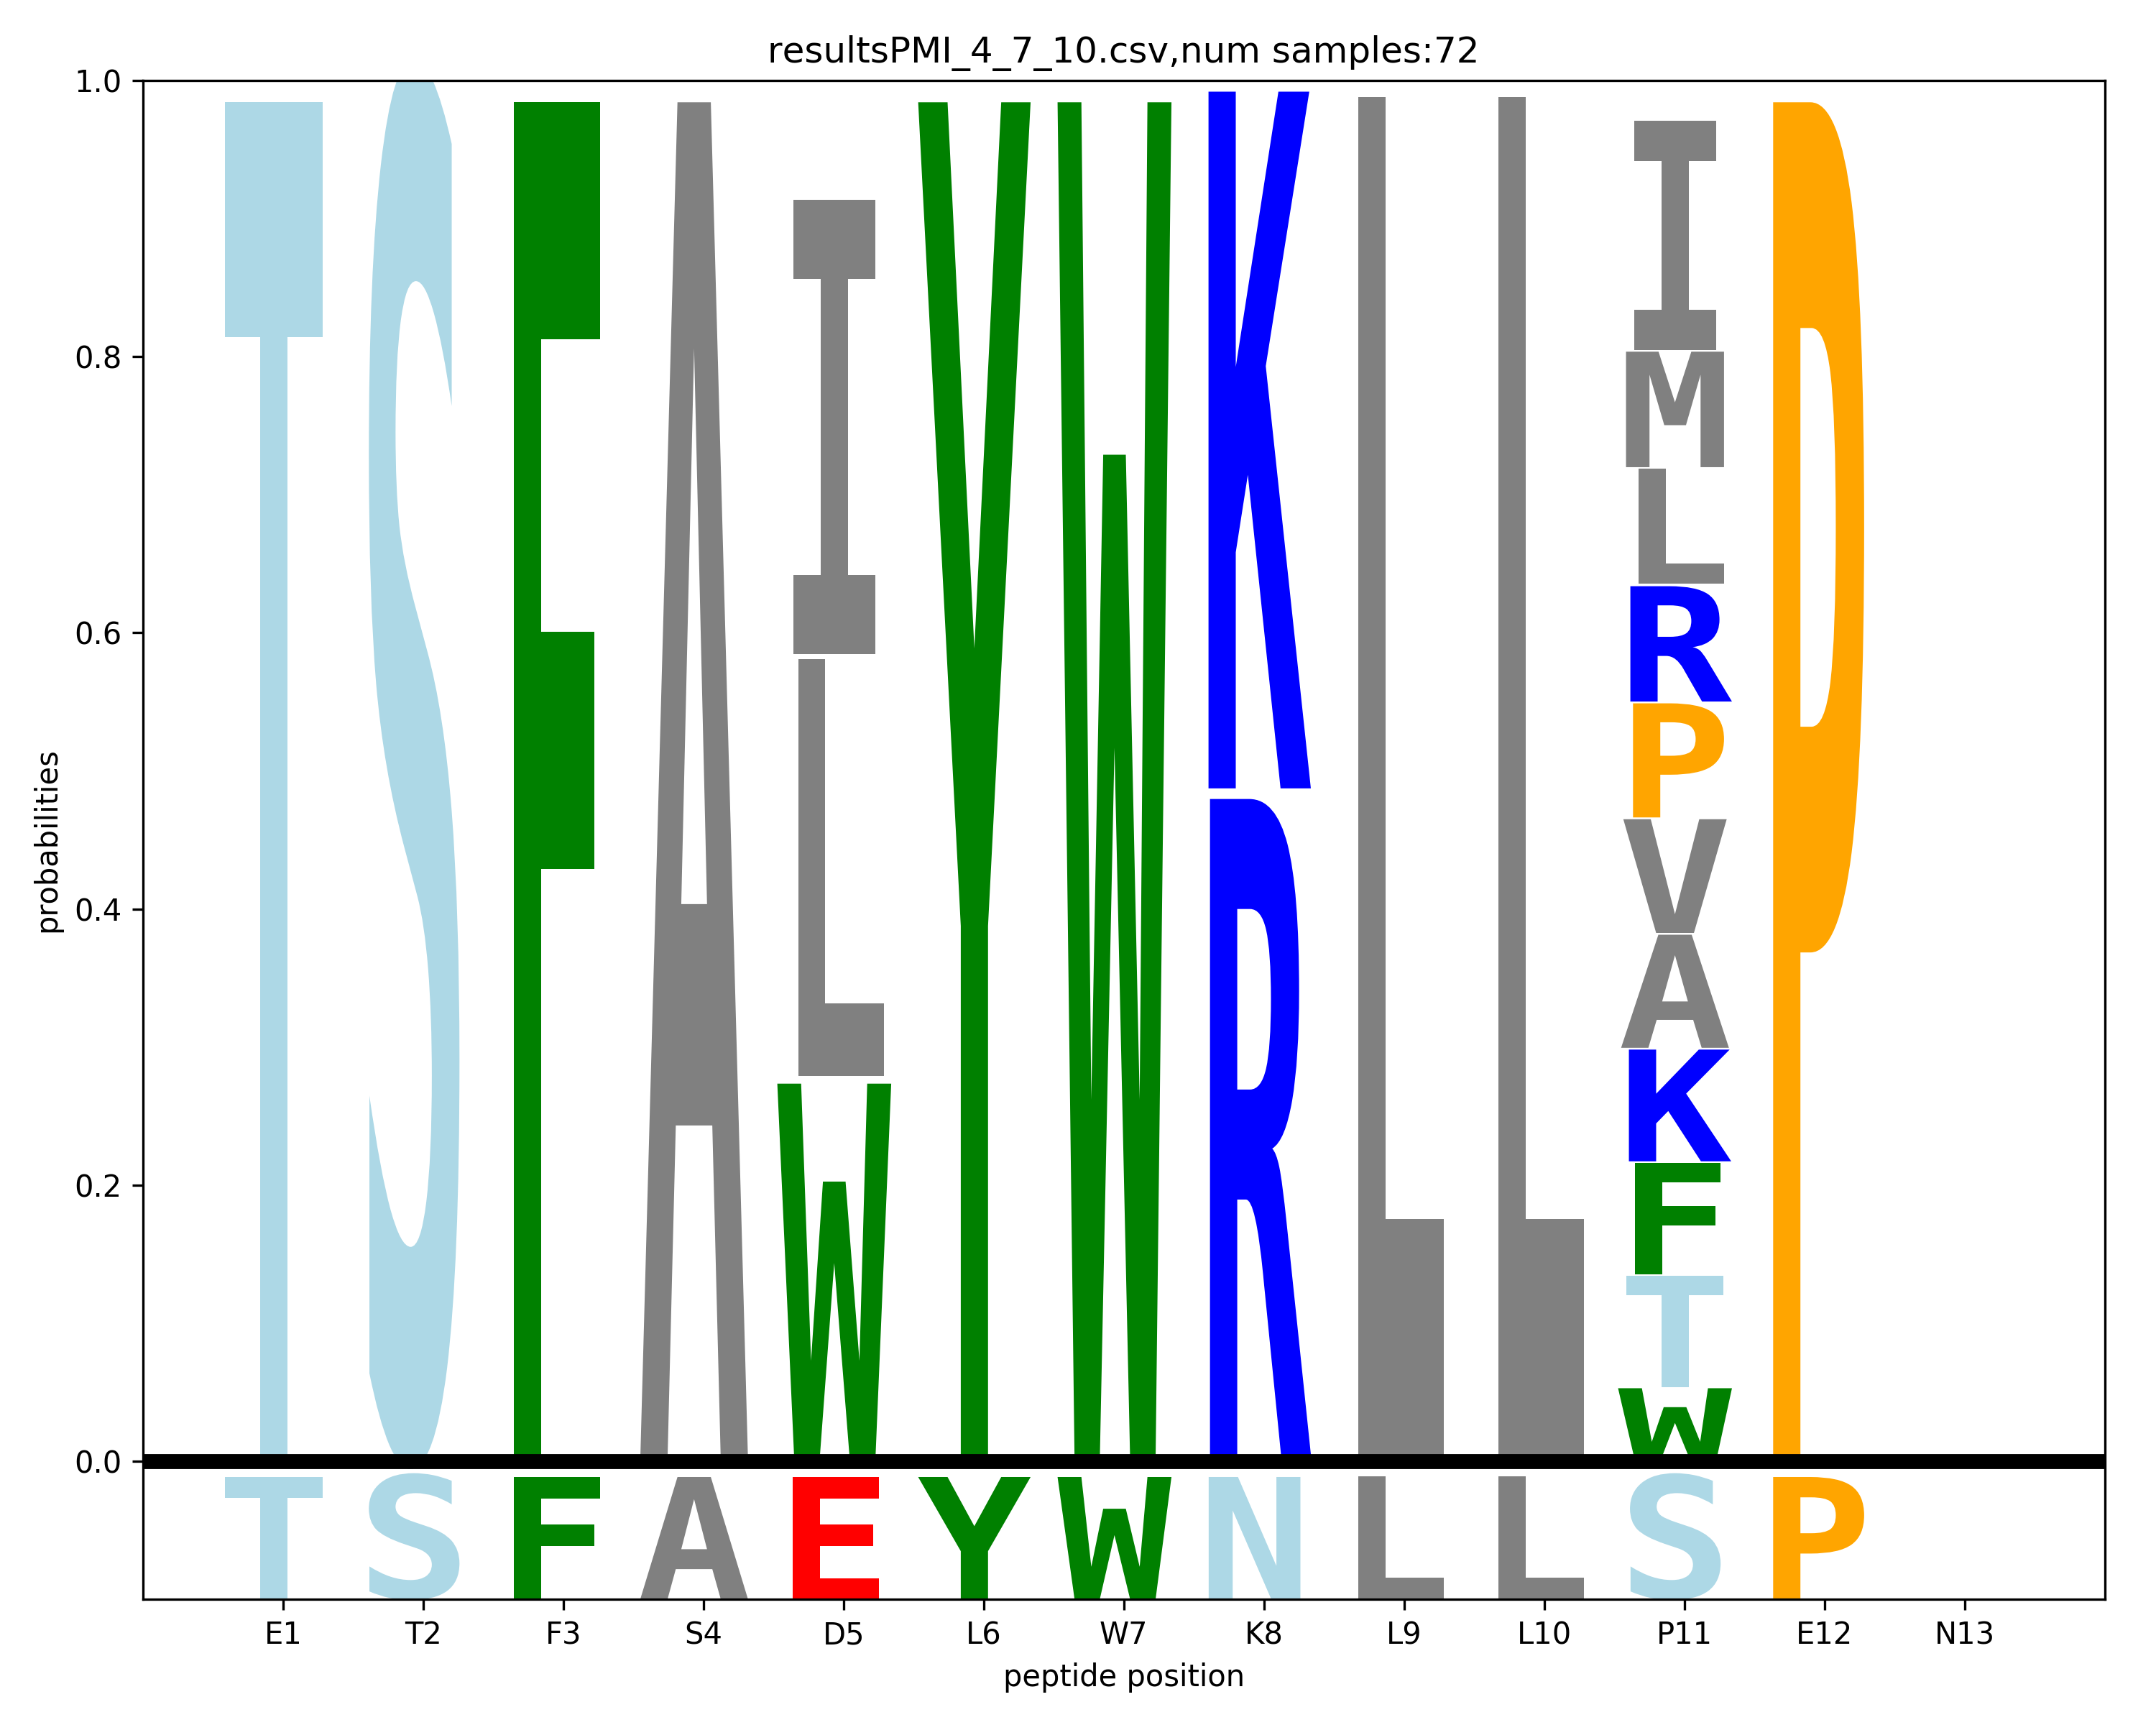 resultsPMI_4_7_10.csv,num samples:72
probabilities
1.0
0.8
0.6
0.4
0.2
0.0
T S F A I Y W K L L I P
M
L
R
L P
R V
A
K
W F
T
W
T S F A E Y W N L L S P
E1 T2 F3 S4 D5 L6 W7 K8 L9 L10 P11 E12 N13
peptide position